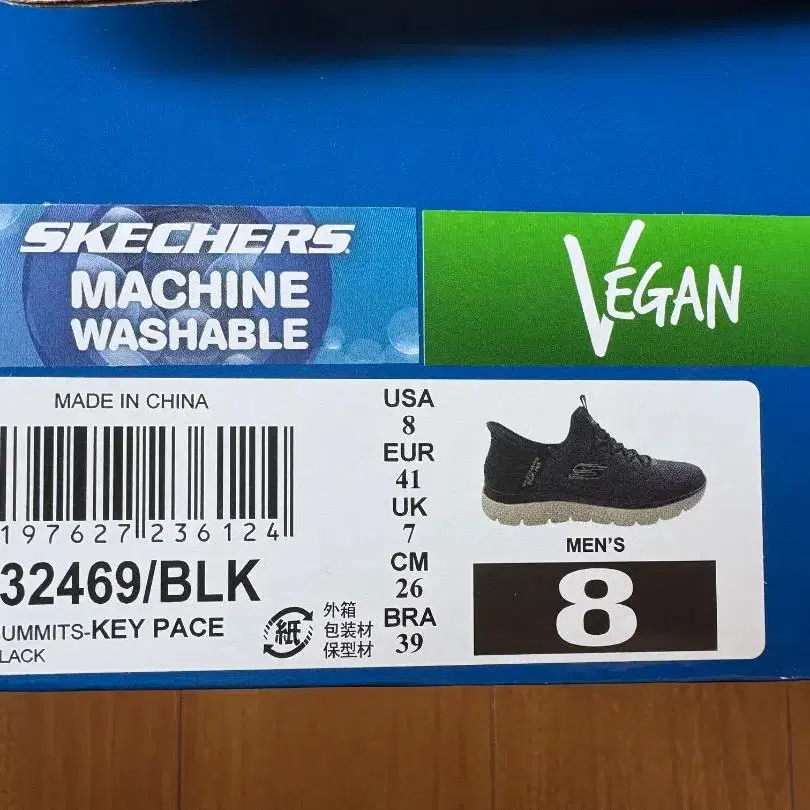 SKECHERS
MACHINE
WASHABLE
VEGAN
MADE IN CHINA
197627 236124
32469/BLK
UMMITS-KEY PACE
LACK
紙
外箱
包装材
保型材
USA
8
EUR
41
UK
7
CM
26
BRA
39
MEN'S
8